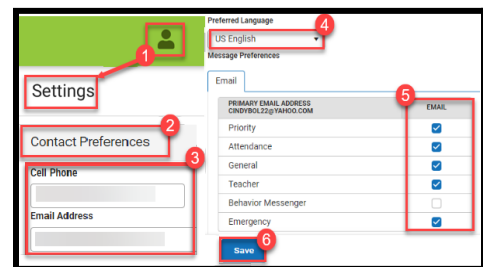 1
Settings
2
Contact Preferences
3
Cell Phone
Email Address
Preferred Language
4
US English
Message Preferences
Email
5
PRIMARY EMAIL ADDRESS
CINDYBOL22@YAHOO.COM
EMAIL
Priority
Attendance
General
Teacher
Behavior Messenger
Emergency
6
Save